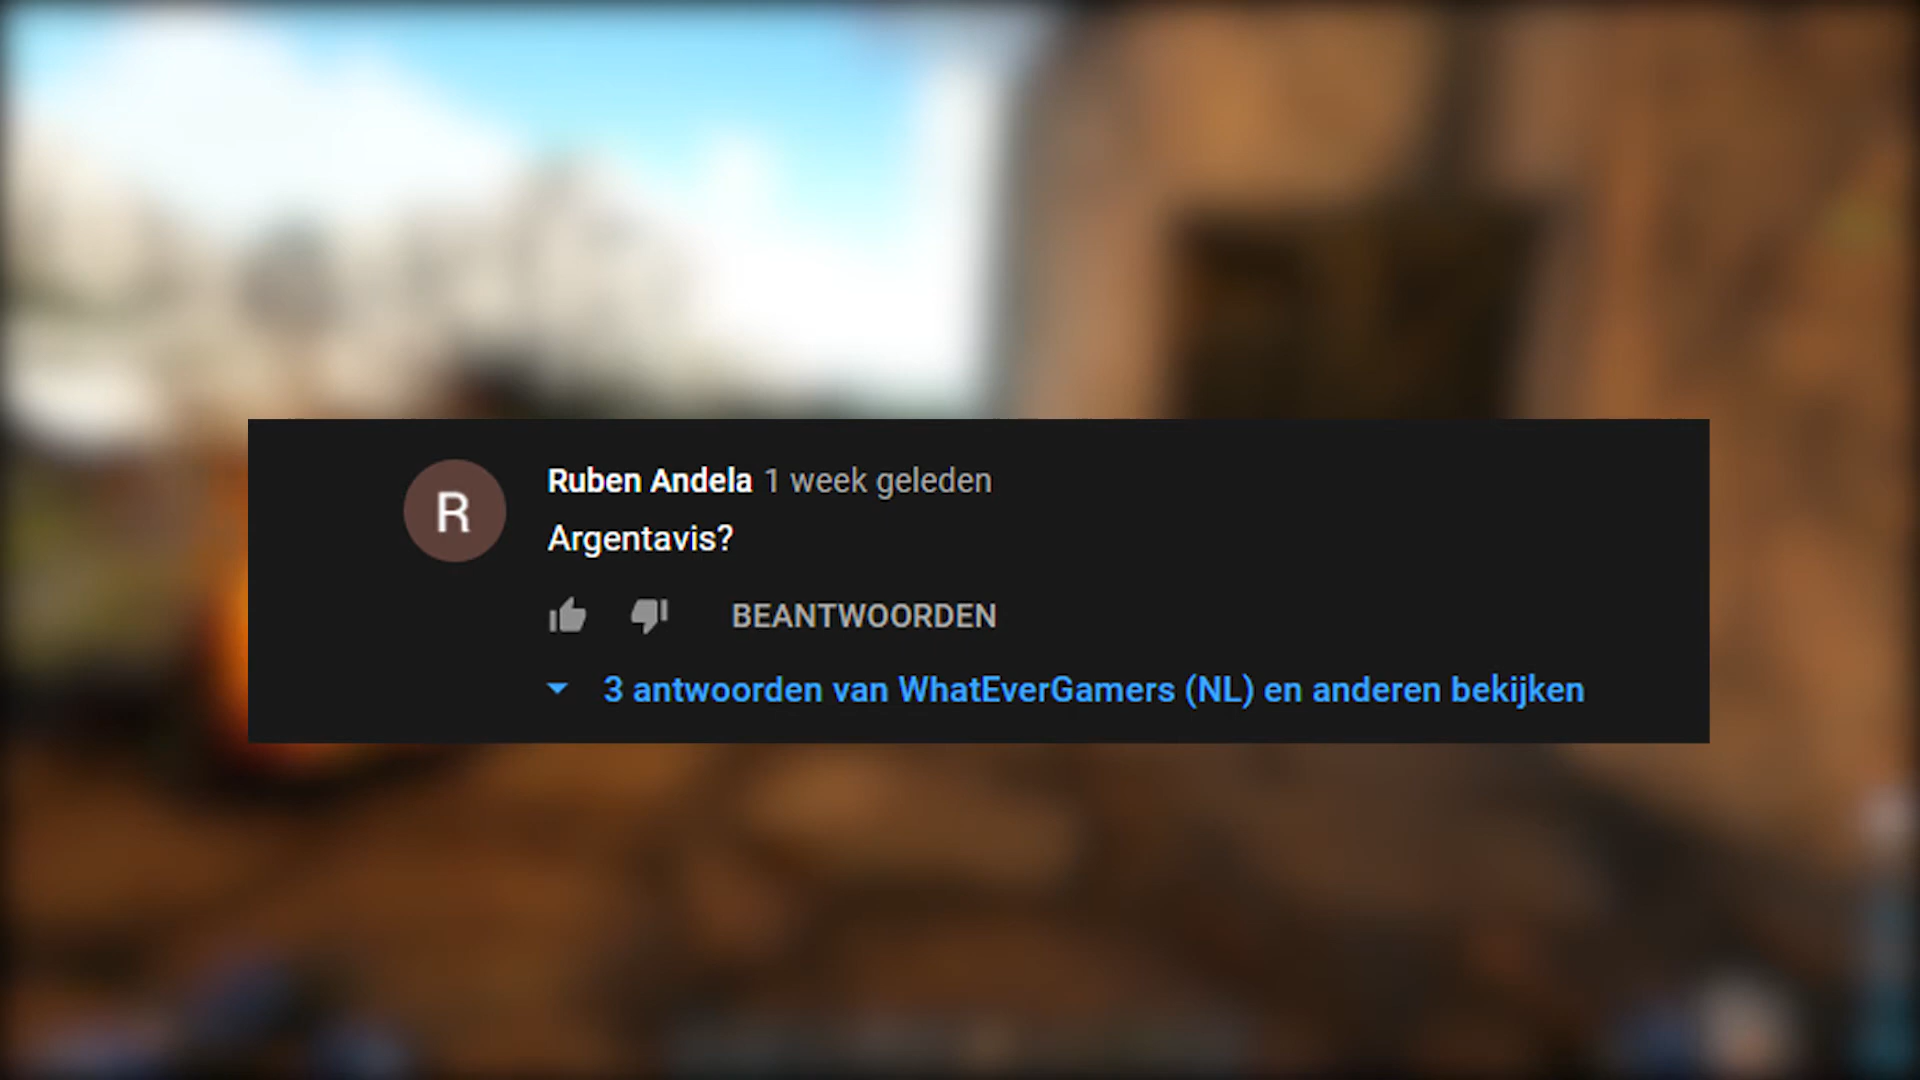 R
Ruben Andela 1 week geleden
Argentavis?
BEANTWOORDEN
3 antwoorden van WhatEverGamers (NL) en anderen bekijken